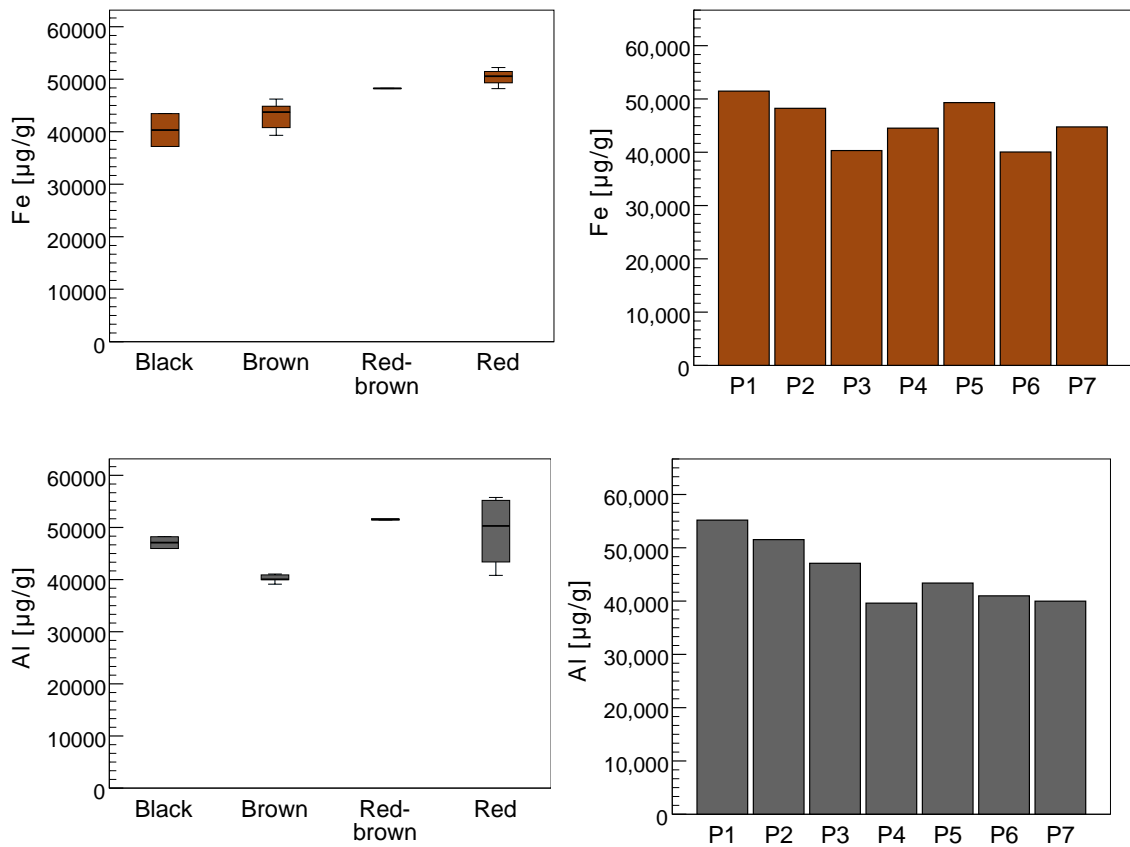 Fe [µg/g]
60000
50000
40000
30000
20000
10000
0
Black Brown Red- Red
brown
Fe [µg/g]
60,000
50,000
40,000
30,000
20,000
10,000
0
P1 P2 P3 P4 P5 P6 P7
Al [µg/g]
60000
50000
40000
30000
20000
10000
0
Black Brown Red- Red
brown
Al [µg/g]
60,000
50,000
40,000
30,000
20,000
10,000
0
P1 P2 P3 P4 P5 P6 P7